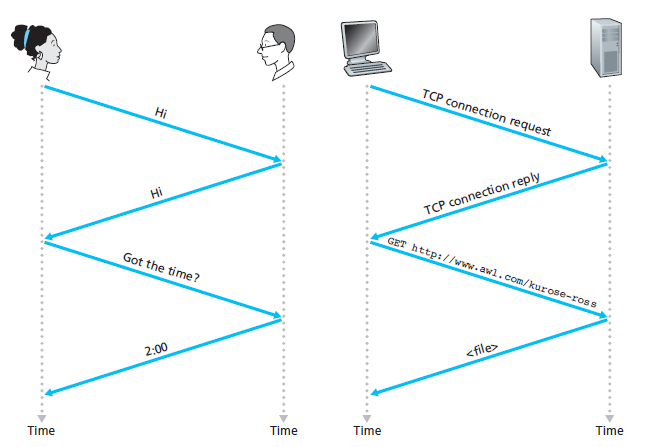 Hi
Hi
Got the time?
2:00
Time
Time
TCP connection request
TCP connection reply
GET http://www.awl.com/kurose-ross
<file>
Time
Time